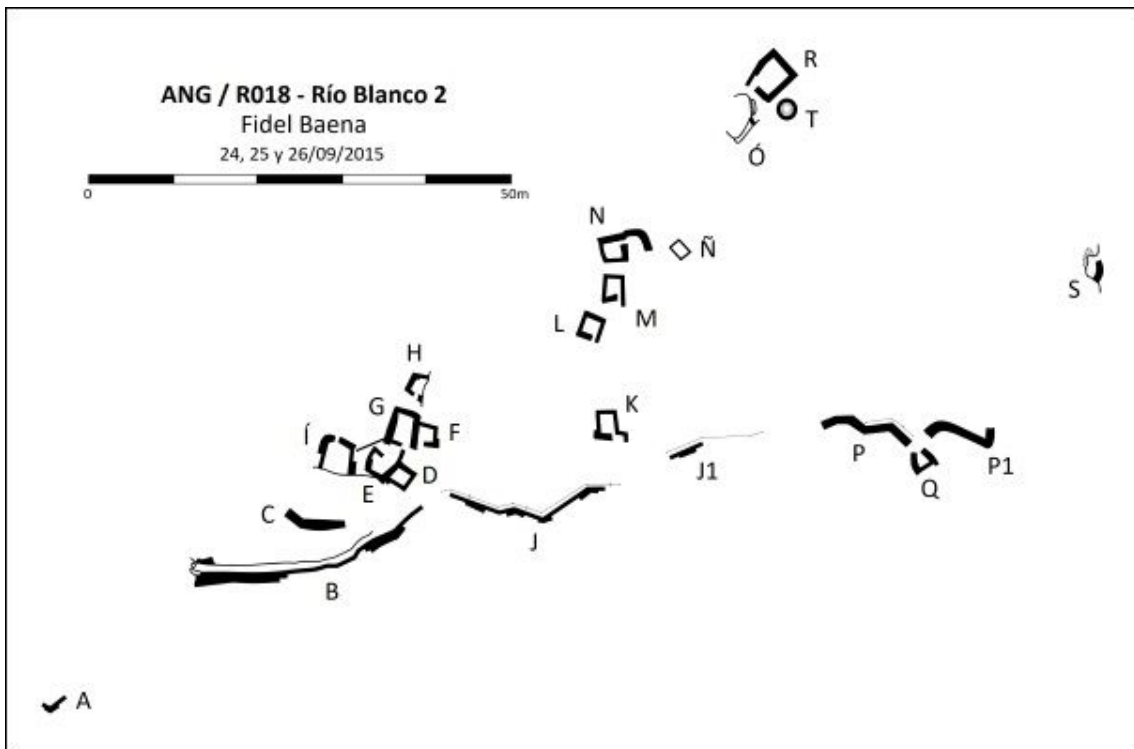 ANG / R018 - Río Blanco 2
Fidel Baena
24, 25 y 26/09/2015
0 50m
R
T
Ó
N
Ñ
S
L
M
H
G
F
K
Í
D
E
J1
P
P1
Q
C
J
B
A